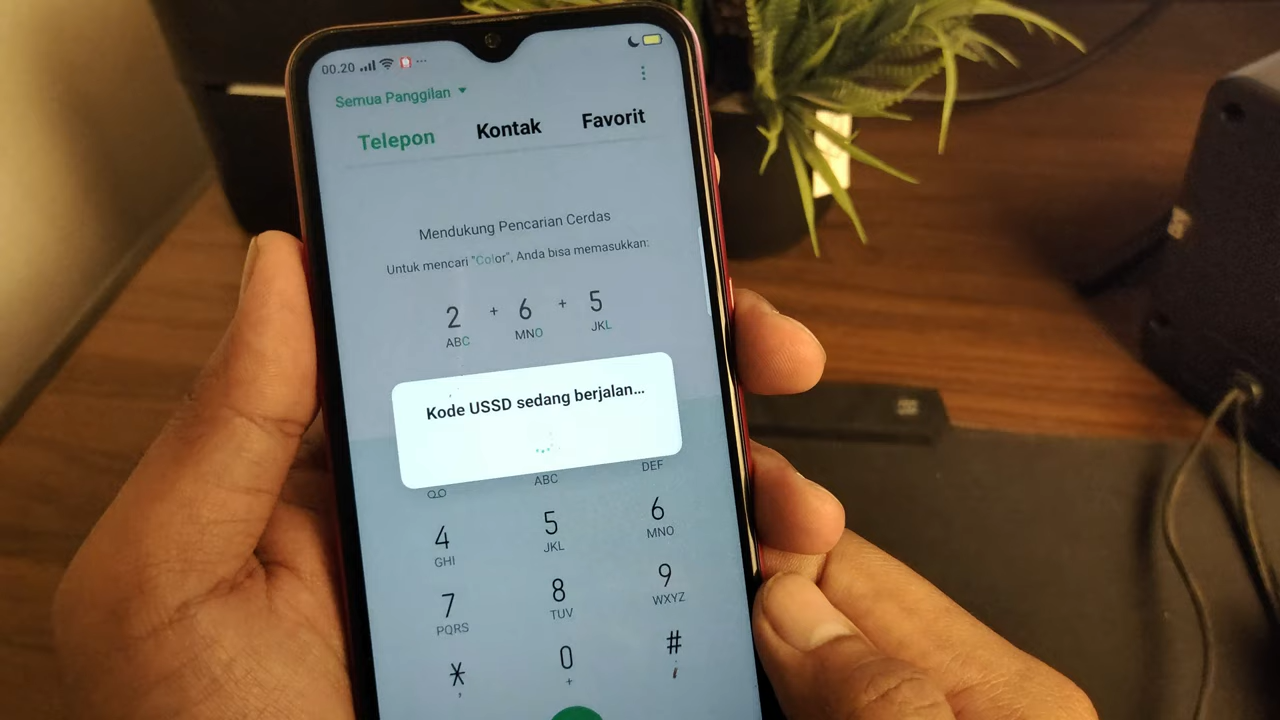 00.20
Semua Panggilan
Telepon Kontak Favorit
Mendukung Pencarian Cerdas
Untuk mencari "Color", Anda bisa memasukkan:
2 + 6 + 5
ABC MNO JKL
Kode USSD sedang berjalan...
ABC DEF
4 5 6
GHI JKL MNO
7 8 9
PQRS TUV WXYZ
* 0 #
+